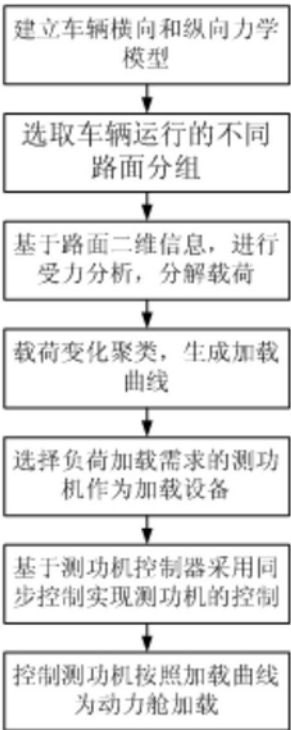 建立车辆横向和纵向力学
模型
选取车辆运行的不同
路面分组
基于路面二维信息，进行
受力分析，分解载荷
载荷变化聚类，生成加载
曲线
选择负荷加载需求的测功
机作为加载设备
基于测功机控制器采用同
步控制实现测功机的控制
控制测功机按照加载曲线
为动力舱加载